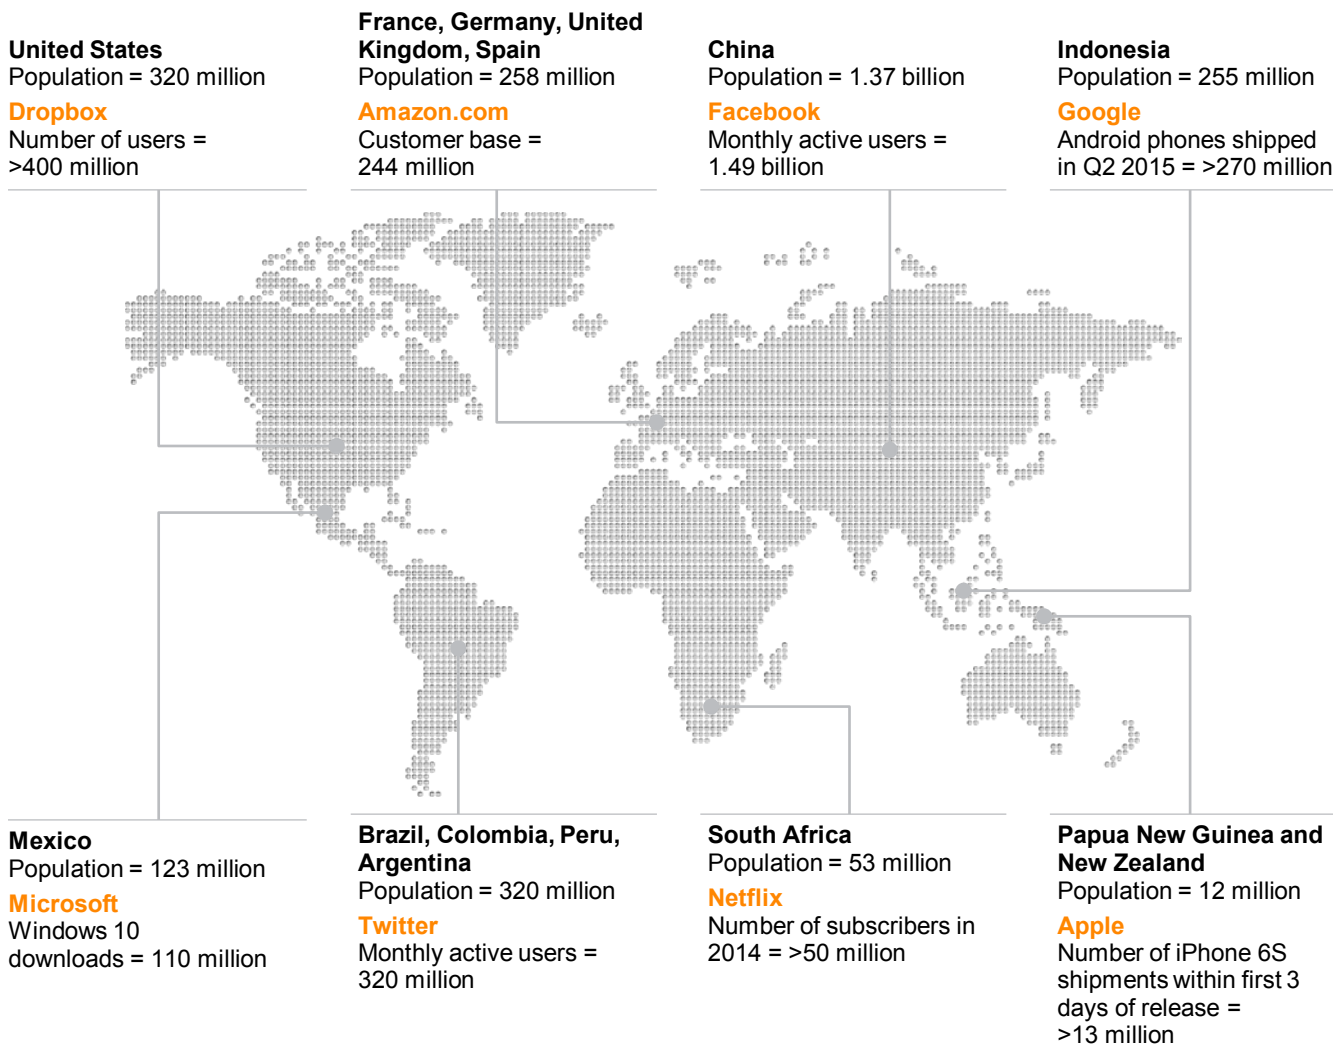 United States
Population = 320 million
Dropbox
Number of users =
>400 million
France, Germany, United
Kingdom, Spain
Population = 258 million
Amazon.com
Customer base =
244 million
China
Population = 1.37 billion
Facebook
Monthly active users =
1.49 billion
Indonesia
Population = 255 million
Google
Android phones shipped
in Q2 2015 = >270 million
Mexico
Population = 123 million
Microsoft
Windows 10
downloads = 110 million
Brazil, Colombia, Peru,
Argentina
Population = 320 million
Twitter
Monthly active users =
320 million
South Africa
Population = 53 million
Netflix
Number of subscribers in
2014 = >50 million
Papua New Guinea and
New Zealand
Population = 12 million
Apple
Number of iPhone 6S
shipments within first 3
days of release =
>13 million